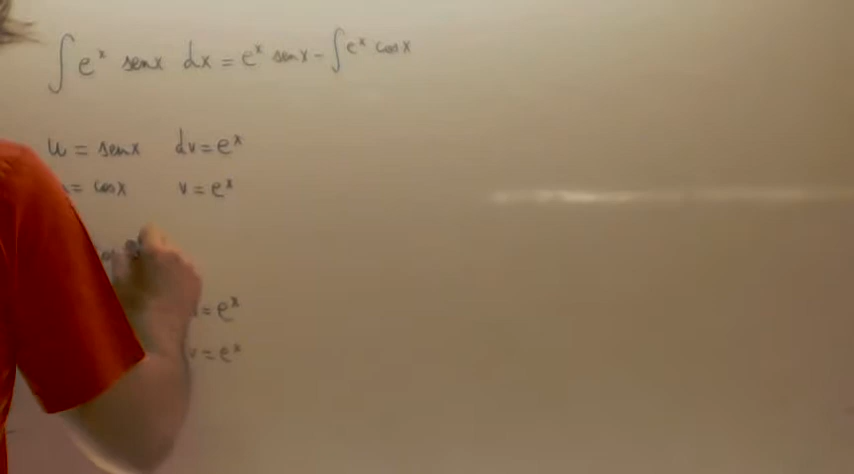 ∫ e^x senx dx = e^x senx - ∫ e^x cosx
u = senx dv = e^x
= cosx v = e^x
= e^x
v = e^x